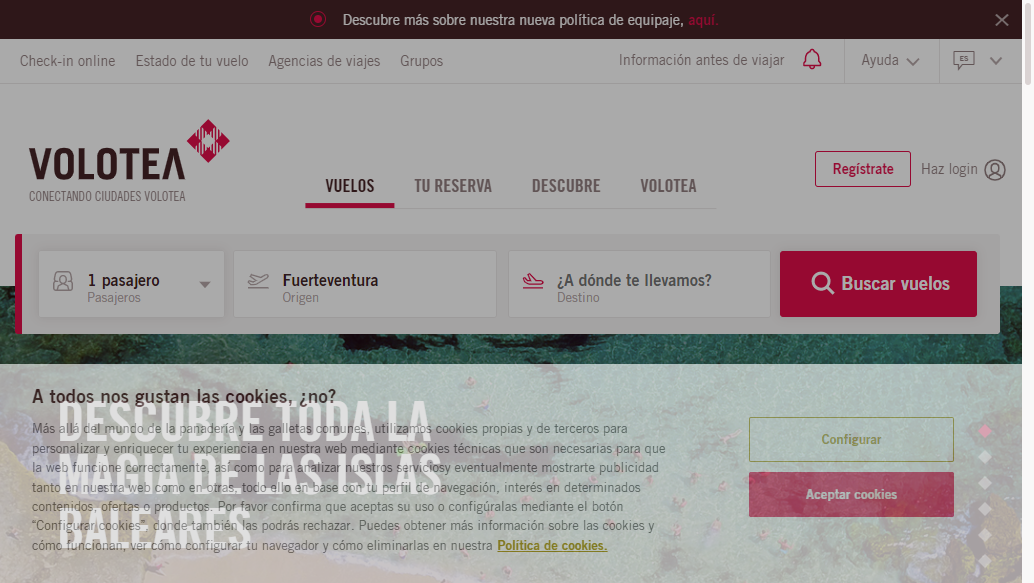 Descubre más sobre nuestra nueva política de equipaje, aquí.
Check-in online
Estado de tu vuelo
Agencias de viajes
Grupos
Información antes de viajar
Ayuda
ES
VOLOTEA
CONECTANDO CIUDADES VOLOTEA
VUELOS
TU RESERVA
DESCUBRE
VOLOTEA
Regístrate
Haz login
1 pasajero
Pasajeros
Fuerteventura
Origen
¿A dónde te llevamos?
Destino
Buscar vuelos
DESCUBRE TODA LA
MAGIA DE LAS ISLAS
BALEARES
A todos nos gustan las cookies, ¿no?
Más allá del mundo de la panadería y las galletas comunes, utilizamos cookies propias y de terceros para
personalizar y enriquecer tu experiencia en nuestra web mediante cookies técnicas que son necesarias para que
la web funcione correctamente, así como para analizar nuestros serviciosy eventualmente mostrarte publicidad
tanto en nuestra web como en otras, todo ello en base con tu perfil de navegación, interés en determinados
contenidos, ofertas o productos. Por favor confirma que aceptas su uso o configúralas mediante el botón
“Configurar cookies”, donde también las podrás rechazar. Puedes obtener más información sobre las cookies y
cómo funcionan, ver cómo configurar tu navegador y cómo eliminarlas en nuestra Política de cookies.
Configurar
Aceptar cookies